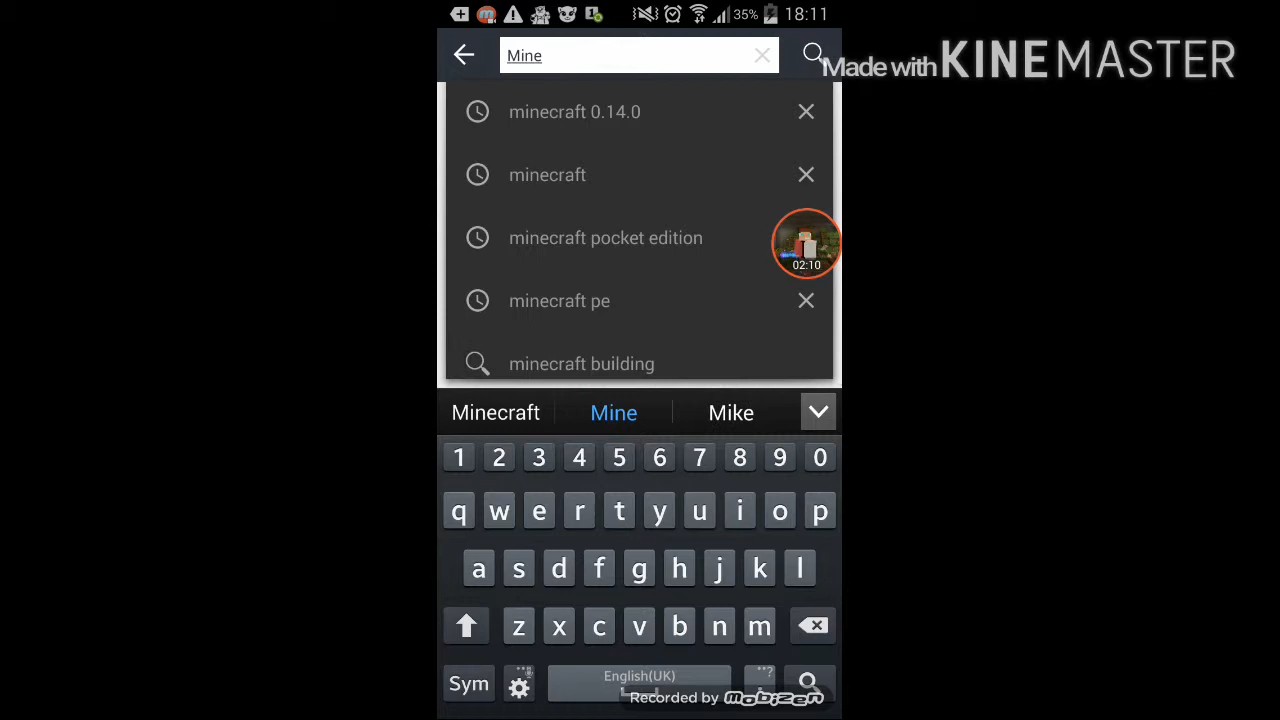 35% 18:11
Mine
Made with KINEMASTER
minecraft 0.14.0
minecraft
minecraft pocket edition
02:10
minecraft pe
minecraft building
Minecraft Mine Mike
1 2 3 4 5 6 7 8 9 0
q w e r t y u i o p
a s d f g h j k l
z x c v b n m
Sym English(UK) ..?
Recorded by mobizen